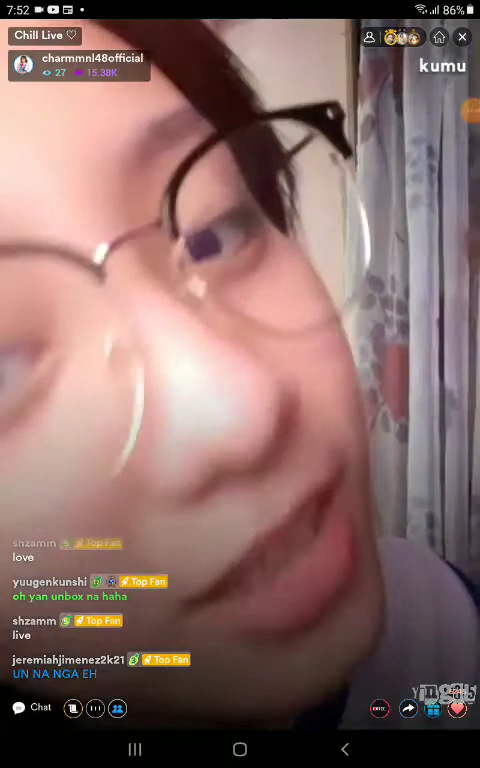 7:52
86%
Chill Live ♡
charmmnl48official
27 15.38K
kumu
shzamm Top Fan
love
yuugenkunshi Top Fan
oh yan unbox na haha
shzamm Top Fan
live
jeremiahjimenez2k21 Top Fan
UN NA NGA EH
Chat